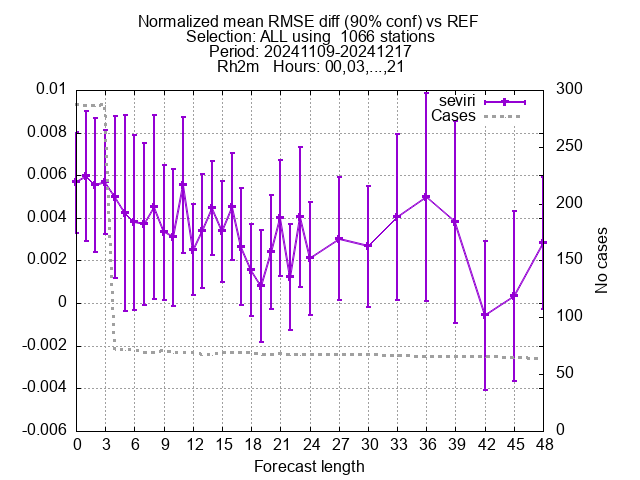 Normalized mean RMSE diff (90% conf) vs REF
Selection: ALL using  1066 stations
Period: 20241109-20241217
Rh2m   Hours: 00,03,...,21
seviri
Cases
0.01
0.008
0.006
0.004
0.002
0
-0.002
-0.004
-0.006
300
250
200
150
100
50
0
No cases
0 3 6 9 12 15 18 21 24 27 30 33 36 39 42 45 48
Forecast length